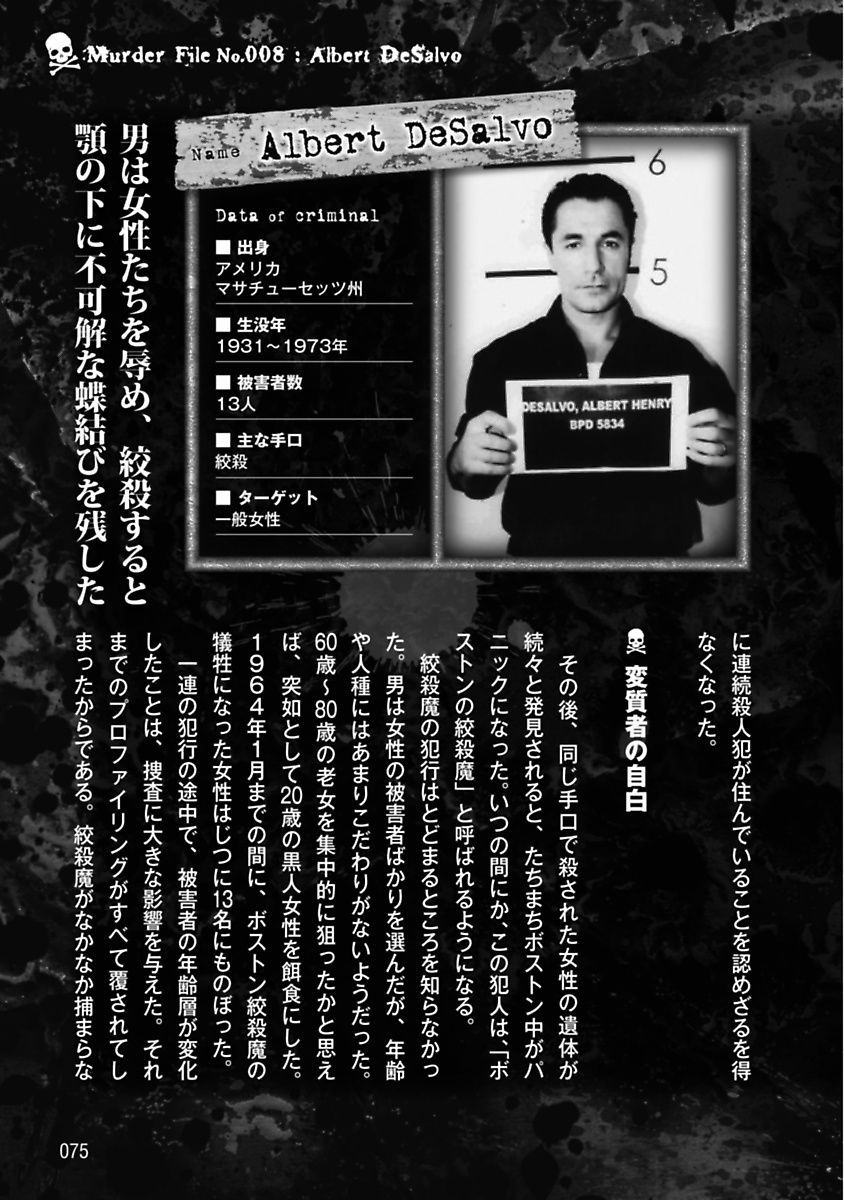 Murder File No.008 : Albert DeSalvo
Name Albert DeSalvo
Data of criminal
■ 出身
アメリカ
マサチューセッツ州
■ 生没年
1931～1973年
■ 被害者数
13人
■ 主な手口
絞殺
■ ターゲット
一般女性
6
5
DESALVO, ALBERT HENRY
BPD 5834
男は女性たちを辱め、絞殺すると
顎の下に不可解な蝶結びを残した
に連続殺人犯が住んでいることを認めざるを得
なくなった。
変質者の自白
その後、同じ手口で殺された女性の遺体が
続々と発見されると、たちまちボストン中がパ
ニックになった。いつの間にか、この犯人は、「ボ
ストンの絞殺魔」と呼ばれるようになる。
絞殺魔の犯行はとどまるところを知らなかっ
た。男は女性の被害者ばかりを選んだが、年齢
や人種にはあまりこだわりがないようだった。
60歳～80歳の老女を集中的に狙ったかと思え
ば、突如として20歳の黒人女性を餌食にした。
1964年1月までの間に、ボストン絞殺魔の
犠牲になった女性はじつに13名にものぼった。
一連の犯行の途中で、被害者の年齢層が変化
したことは、捜査に大きな影響を与えた。それ
までのプロファイリングがすべて覆されてし
まったからである。絞殺魔がなかなか捕まらな
075